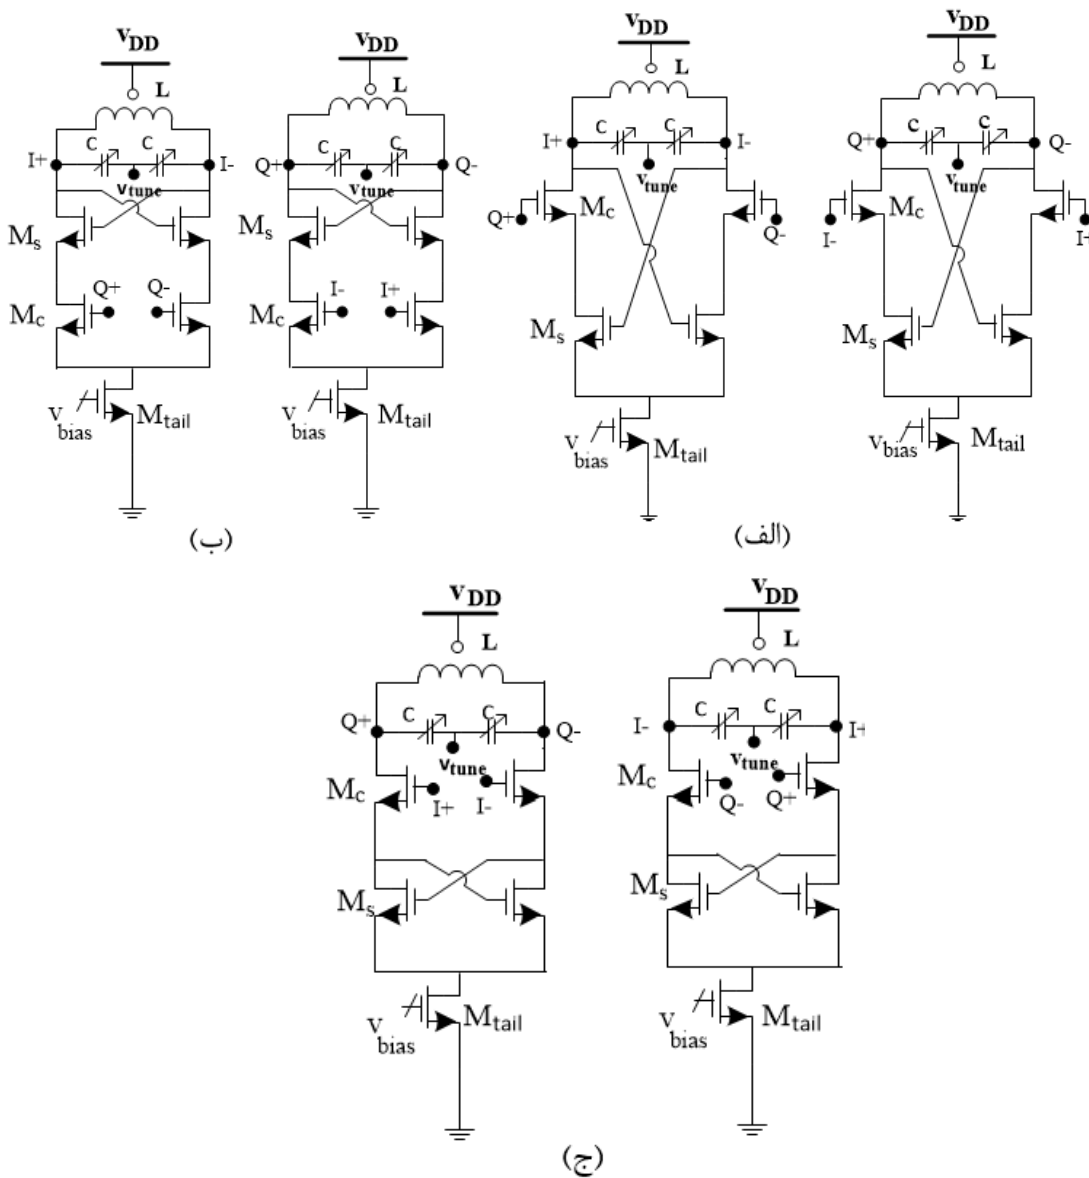 vDD
L
I+ C C I-
vtune
Ms
Q+ Q-
Mc
vbias Mtail
vDD
L
Q+ C C Q-
vtune
Ms
I- I+
Mc
vbias Mtail
(ب)
vDD
L
I+ C C I-
vtune
Q+ Mc Q-
Ms
vbias Mtail
vDD
L
Q+ c c Q-
vtune
I- Mc I+
Ms
vbias Mtail
(الف)
vDD
L
Q+ C C Q-
vtune
Mc I+ I-
Ms
vbias Mtail
vDD
L
I- C C I+
vtune
Mc Q- Q+
Ms
vbias Mtail
(ج)